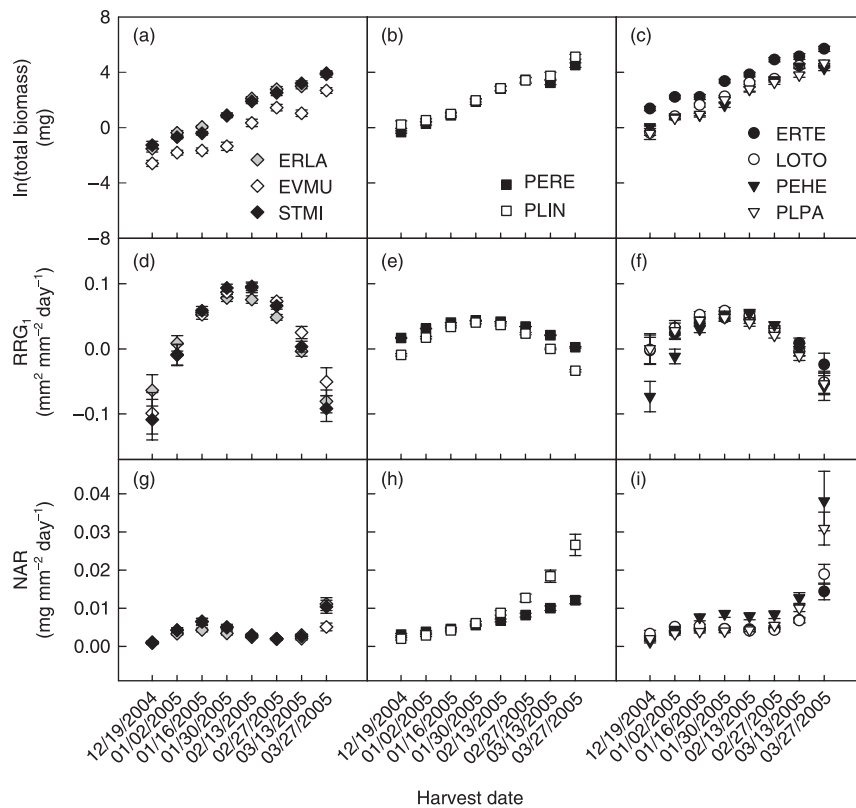 (a)
(b)
(c)
8
4
0
−4
−8
ln(total biomass)
(mg)
ERLA
EVMU
STMI
PERE
PLIN
ERTE
LOTO
PEHE
PLPA
(d)
(e)
(f)
0.1
0.0
−0.1
RRG1
(mm² mm⁻² day⁻¹)
(g)
(h)
(i)
0.04
0.03
0.02
0.01
0.00
NAR
(mg mm⁻² day⁻¹)
12/19/2004
01/02/2005
01/16/2005
01/30/2005
02/13/2005
02/27/2005
03/13/2005
03/27/2005
12/19/2004
01/02/2005
01/16/2005
01/30/2005
02/13/2005
02/27/2005
03/13/2005
03/27/2005
12/19/2004
01/02/2005
01/16/2005
01/30/2005
02/13/2005
02/27/2005
03/13/2005
03/27/2005
Harvest date